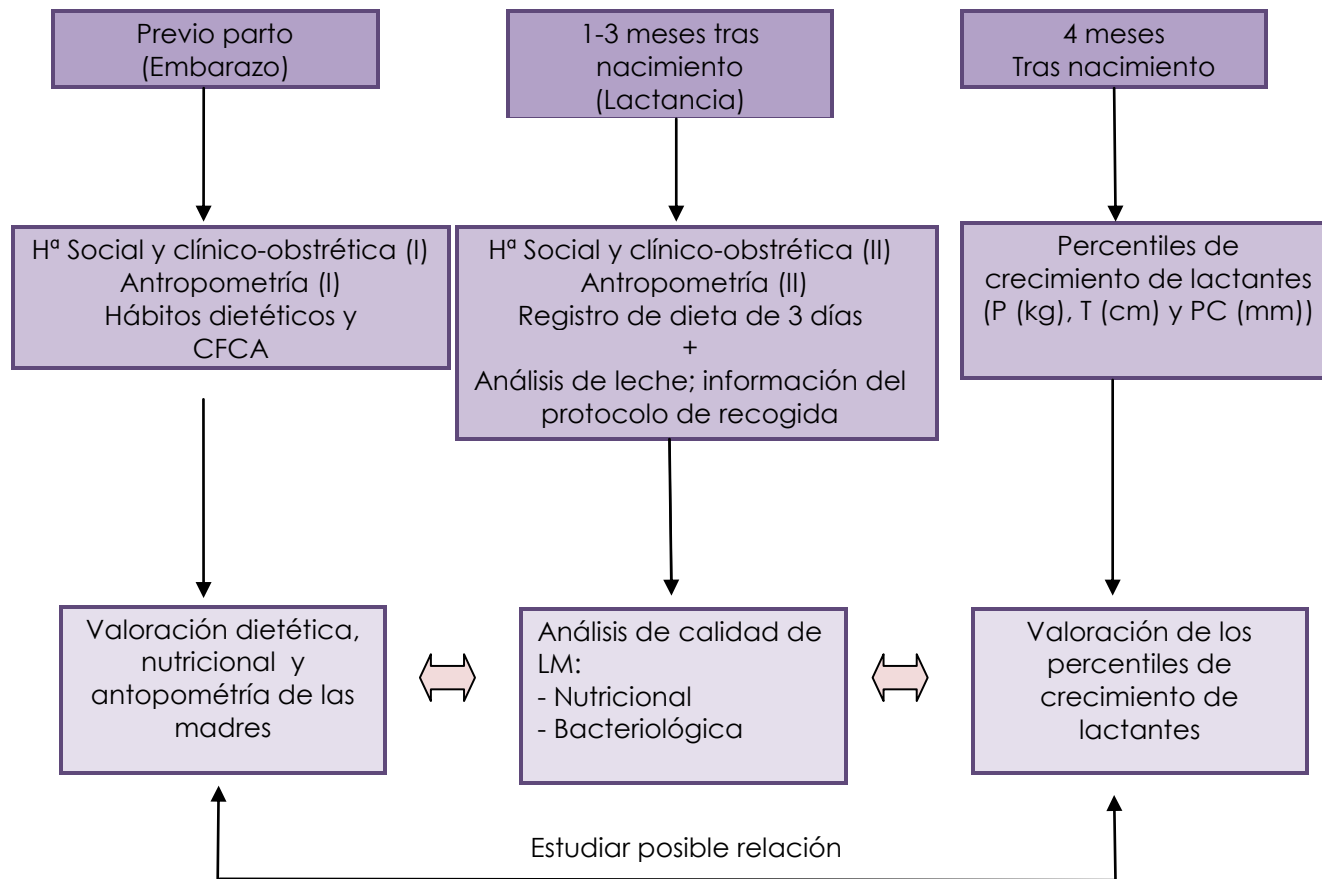 Previo parto
(Embarazo)
1-3 meses tras
nacimiento
(Lactancia)
4 meses
Tras nacimiento
Hª Social y clínico-obstrética (I)
Antropometría (I)
Hábitos dietéticos y
CFCA
Hª Social y clínico-obstrética (II)
Antropometría (II)
Registro de dieta de 3 días
+
Análisis de leche; información del
protocolo de recogida
Percentiles de
crecimiento de lactantes
(P (kg), T (cm) y PC (mm))
Valoración dietética,
nutricional y
antopométría de las
madres
Análisis de calidad de
LM:
- Nutricional
- Bacteriológica
Valoración de los
percentiles de
crecimiento de
lactantes
Estudiar posible relación